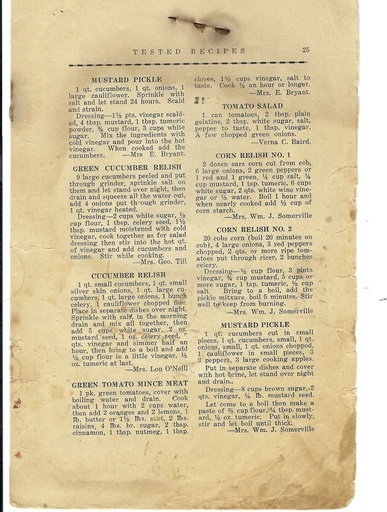 TESTED RECIPES 25
MUSTARD PICKLE
1 qt. cucumbers, 1 qt. onions, 1
large cauliflower. Sprinkle with
salt and let stand 24 hours. Scald
and strain.
Dressing—1½ pts. vinegar scald-
ed, 4 tbsp. mustard, 1 tbsp. tumeric
powder, ¾ cup flour, 3 cups white
sugar. Mix the ingredients with
cold vinegar and pour into the hot
vinegar. When cooked add the
cucumbers. —Mrs E. Bryant.
GREEN CUCUMBER RELISH
9 large cucumbers peeled and put
through grinder, sprinkle salt on
them and let stand over night, then
drain and squeeze all the water out,
add 4 onions put through grinder,
1 qt. vinegar heated.
Dressing—2 cups white sugar, ½
cup flour, 1 tbsp. celery seed, 1½
tbsp. mustard moistened with cold
vinegar, cook together as for salad
dressing then stir into the hot qt.
of vinegar and add cucumbers and
onions. Stir while cooking.
—Mrs. Geo. Till
CUCUMBER RELISH
1 qt. small cucumbers, 1 qt. small
silver skin onions, 1 qt. large cu-
cumbers, 1 qt. large onions, 1 bunch
celery, 1 cauliflower chopped fine.
Place in separate dishes over night.
Sprinkle with salt in the morning
drain and mix all together, then
add 5 cups white sugar, 2 oz.
mustard seed, 1 oz. celery seed,
qts. vinegar and simmer half an
hour, then bring to a boil and add
½ cup flour in a little vinegar, ½
oz. tumeric at last.
—Mrs. Lou O'Neill
GREEN TOMATO MINCE MEAT
1 pk. green tomatoes, cover with
boiling water and drain. Cook
about 1 hour with 2 cups water,
then add 2 oranges and 2 lemons, 1
lb. butter or 1½ lbs. suet, 2 lbs.
raisins, 4 lbs. br. sugar, 2 tbsp.
cinnamon, 1 tbsp. nutmeg, 1 tbsp.
cloves, 1½ cups vinegar, salt to
taste. Cook ½ an hour or longer.
—Mrs. E. Bryant.
TOMATO SALAD
1 can tomatoes, 2 tbsp. plain
gelatine, 2 tbsp. white sugar, salt,
pepper to taste, 1 tbsp. vinegar.
A few chopped green onions.
—Verna C. Baird.
CORN RELISH NO. 1
2 dozen ears corn cut from cob,
6 large onions, 2 green peppers or
1 red and 1 green, ½ cup salt, ¼
cup mustard, 1 tsp. tumeric, 6 cups
white sugar, 2 qts. white wine vine-
gar or ½ water. Boil 1 hour and
when nearly cooked add ½ cup of
corn starch.
—Mrs. Wm. J. Somerville
CORN RELISH NO. 2
20 cobs corn (boil 20 minutes on
cob), 4 large onions, 3 red peppers
chopped, 2 qts. or more ripe tom-
atoes put through ricer, 2 bunches
celery.
Dressing—½ cup flour, 3 pints
vinegar, ¾ cup mustard, 5 cups or
more sugar, 1 tsp. tumeric, ½ cup
salt. Bring to a boil, add the
pickle mixture, boil 5 minutes. Stir
well to keep from burning.
—Mrs. Wm. J. Somerville
MUSTARD PICKLE
1 qt. cucumber cut in small
pieces, 1 qt. cucumbers, small, 1 qt.
onions, small, 1 qt. onions chopped,
1 cauliflower in small pieces, 3
peppers, 3 large cooking apples.
Put in separate dishes and cover
with hot brine, let stand over night
and drain.
Dressing—8 cups brown sugar, 2
qts. vinegar, ¼ lb. mustard seed.
Let come to a boil then make a
paste of flour, tbsp. must-
ard, ½ oz. tumeric. Put in slowly,
stir and let boil until thick.
—Mrs. Wm. J. Somerville